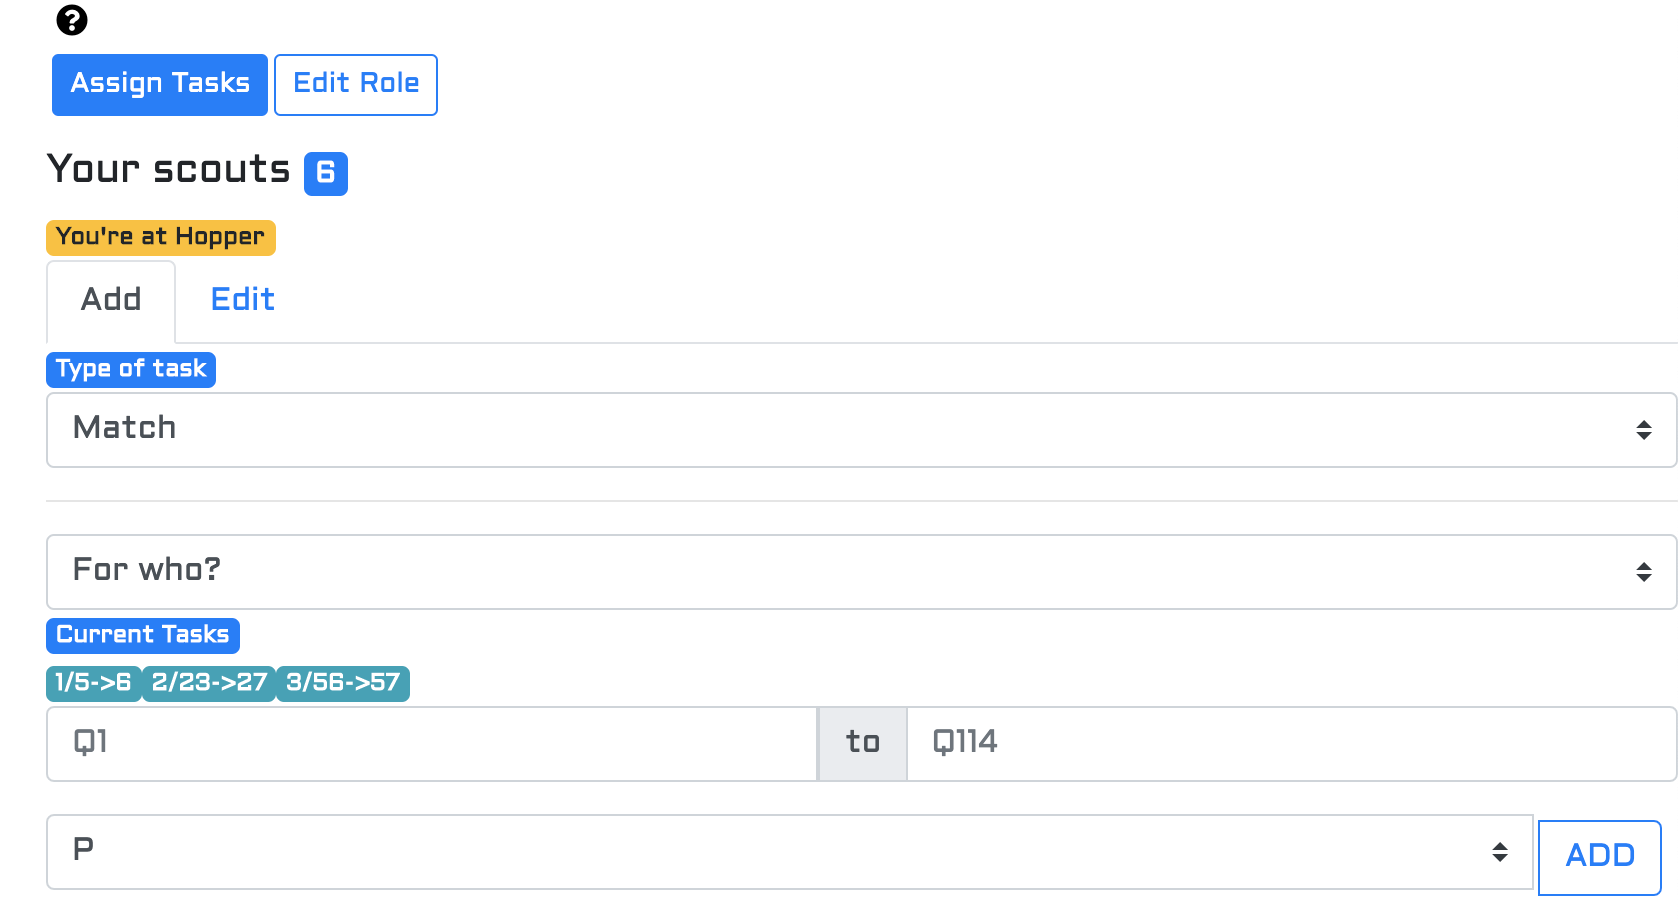 ?
Assign Tasks Edit Role
Your scouts 6
You're at Hopper
Add Edit
Type of task
Match
For who?
Current Tasks
1/5->6 2/23->27 3/56->57
Q1 to Q114
P ADD